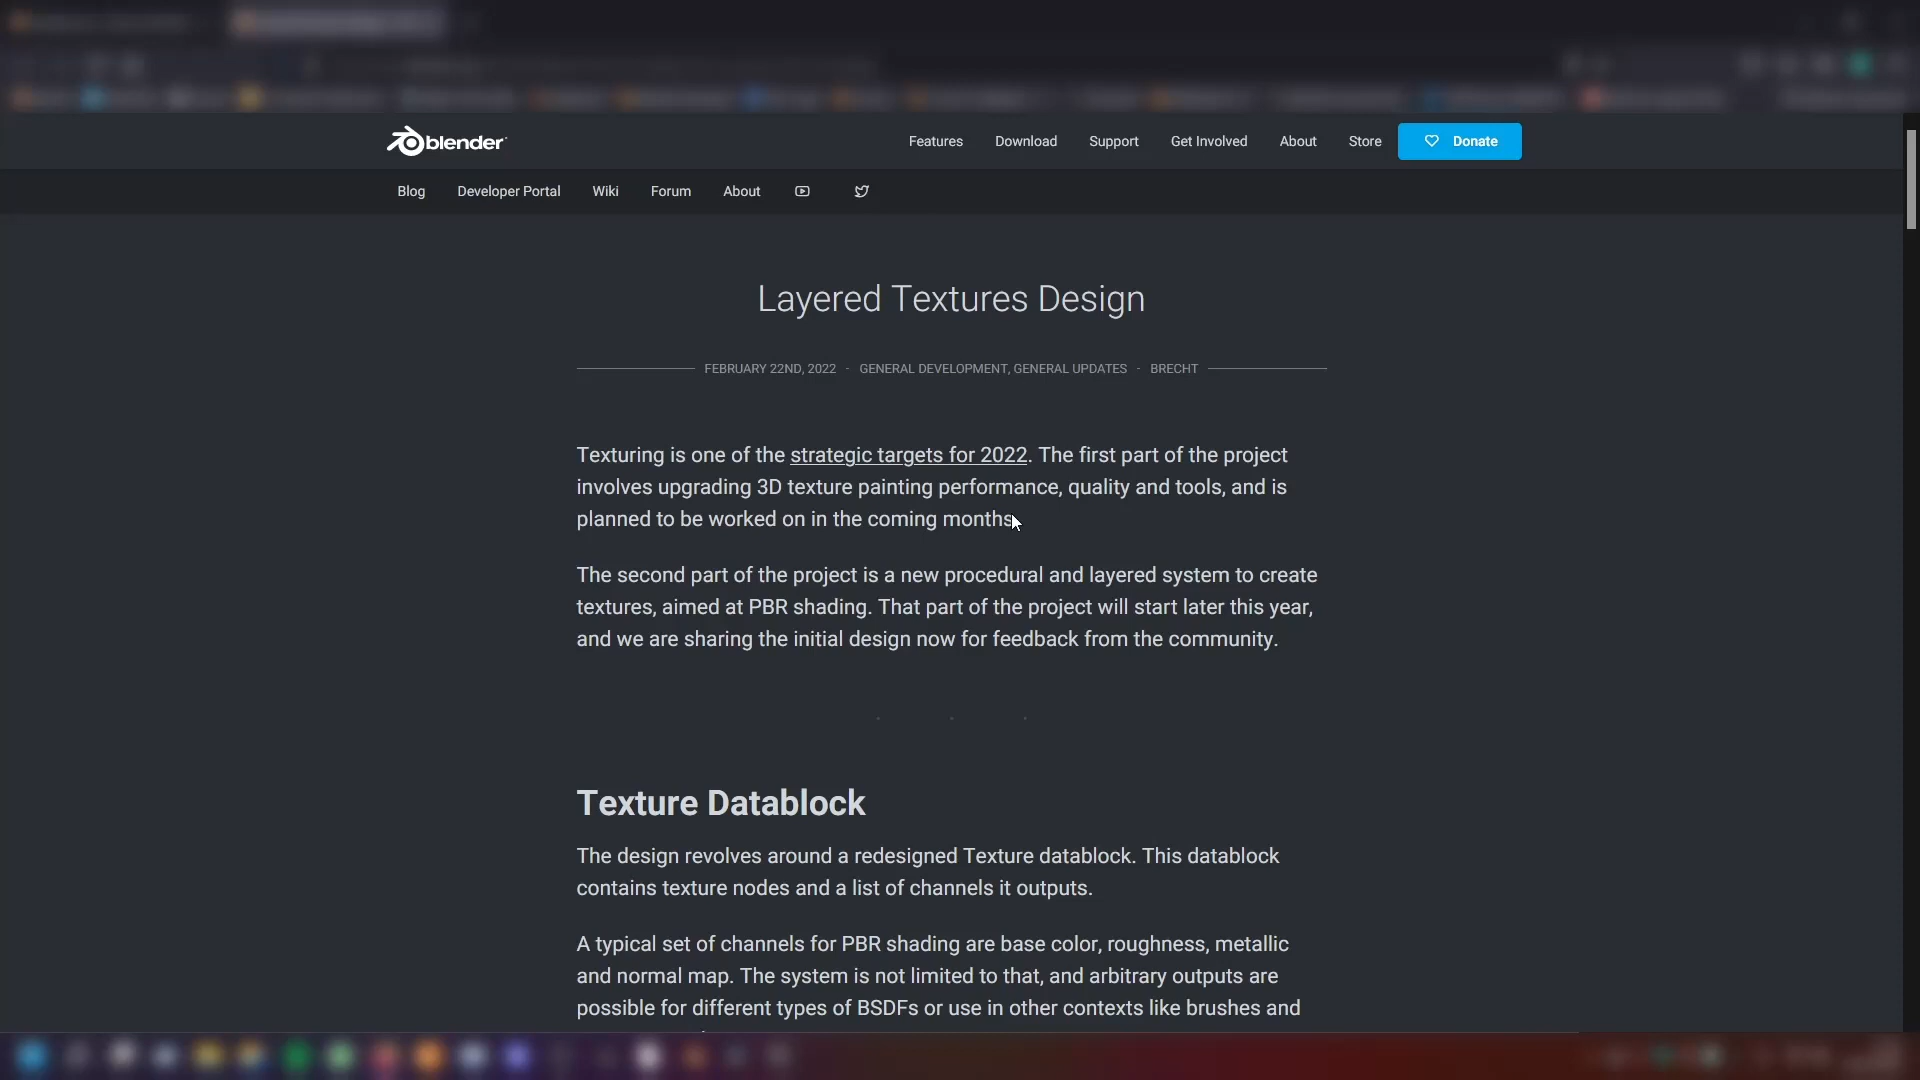 blender
Features Download Support Get Involved About Store Donate
Blog Developer Portal Wiki Forum About
Layered Textures Design
FEBRUARY 22ND, 2022 - GENERAL DEVELOPMENT, GENERAL UPDATES - BRECHT
Texturing is one of the strategic targets for 2022. The first part of the project
involves upgrading 3D texture painting performance, quality and tools, and is
planned to be worked on in the coming months
The second part of the project is a new procedural and layered system to create
textures, aimed at PBR shading. That part of the project will start later this year,
and we are sharing the initial design now for feedback from the community.
. . .
Texture Datablock
The design revolves around a redesigned Texture datablock. This datablock
contains texture nodes and a list of channels it outputs.
A typical set of channels for PBR shading are base color, roughness, metallic
and normal map. The system is not limited to that, and arbitrary outputs are
possible for different types of BSDFs or use in other contexts like brushes and